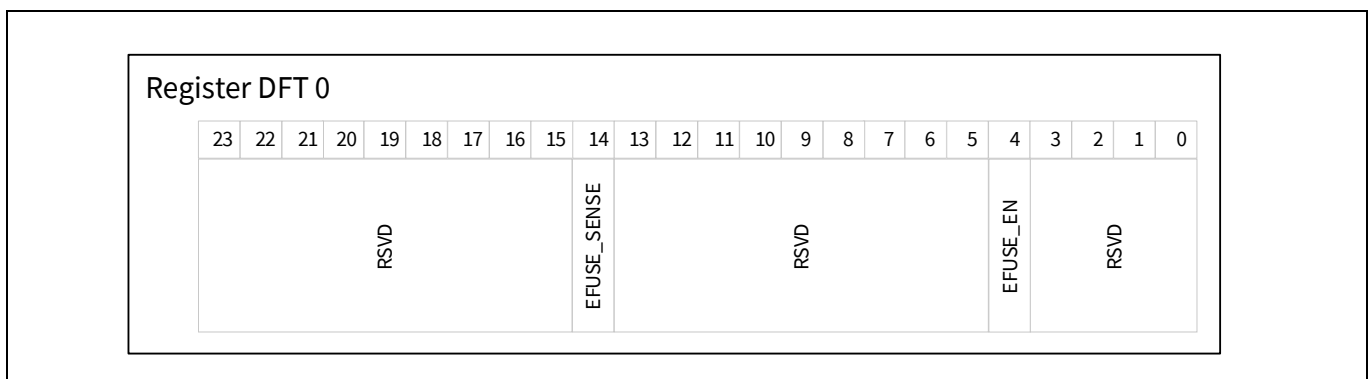 Register DFT 0
23 22 21 20 19 18 17 16 15 14 13 12 11 10 9 8 7 6 5 4 3 2 1 0
RSVD
EFUSE_SENSE
RSVD
EFUSE_EN
RSVD